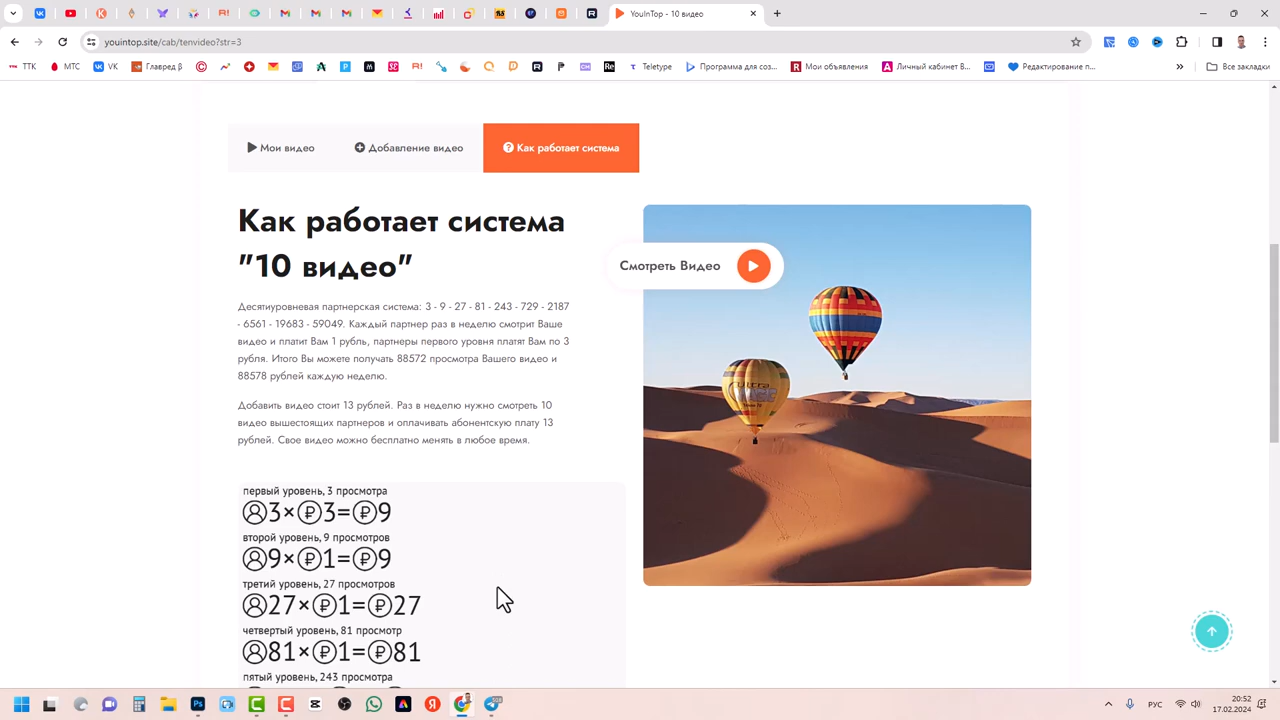 YouInTop - 10 видео
youintop.site/cab/tenvideo?str=3
ТТК
МТС
VK
Главред β
Teletype
Программа для соз...
Мои объявления
Личный кабинет B...
Редактирование п...
Все закладки
Мои видео
Добавление видео
Как работает система
Как работает система
"10 видео"
Смотреть Видео
Десятиуровневая партнерская система: 3 - 9 - 27 - 81 - 243 - 729 - 2187
- 6561 - 19683 - 59049. Каждый партнер раз в неделю смотрит Ваше
видео и платит Вам 1 рубль, партнеры первого уровня платят Вам по 3
рубля. Итого Вы можете получать 88572 просмотра Вашего видео и
88578 рублей каждую неделю.
Добавить видео стоит 13 рублей. Раз в неделю нужно смотреть 10
видео вышестоящих партнеров и оплачивать абонентскую плату 13
рублей. Свое видео можно бесплатно менять в любое время.
первый уровень, 3 просмотра
3×₽3=₽9
второй уровень, 9 просмотров
9×₽1=₽9
третий уровень, 27 просмотров
27×₽1=₽27
четвертый уровень, 81 просмотр
81×₽1=₽81
пятый уровень, 243 просмотра
РУС
20:52
17.02.2024